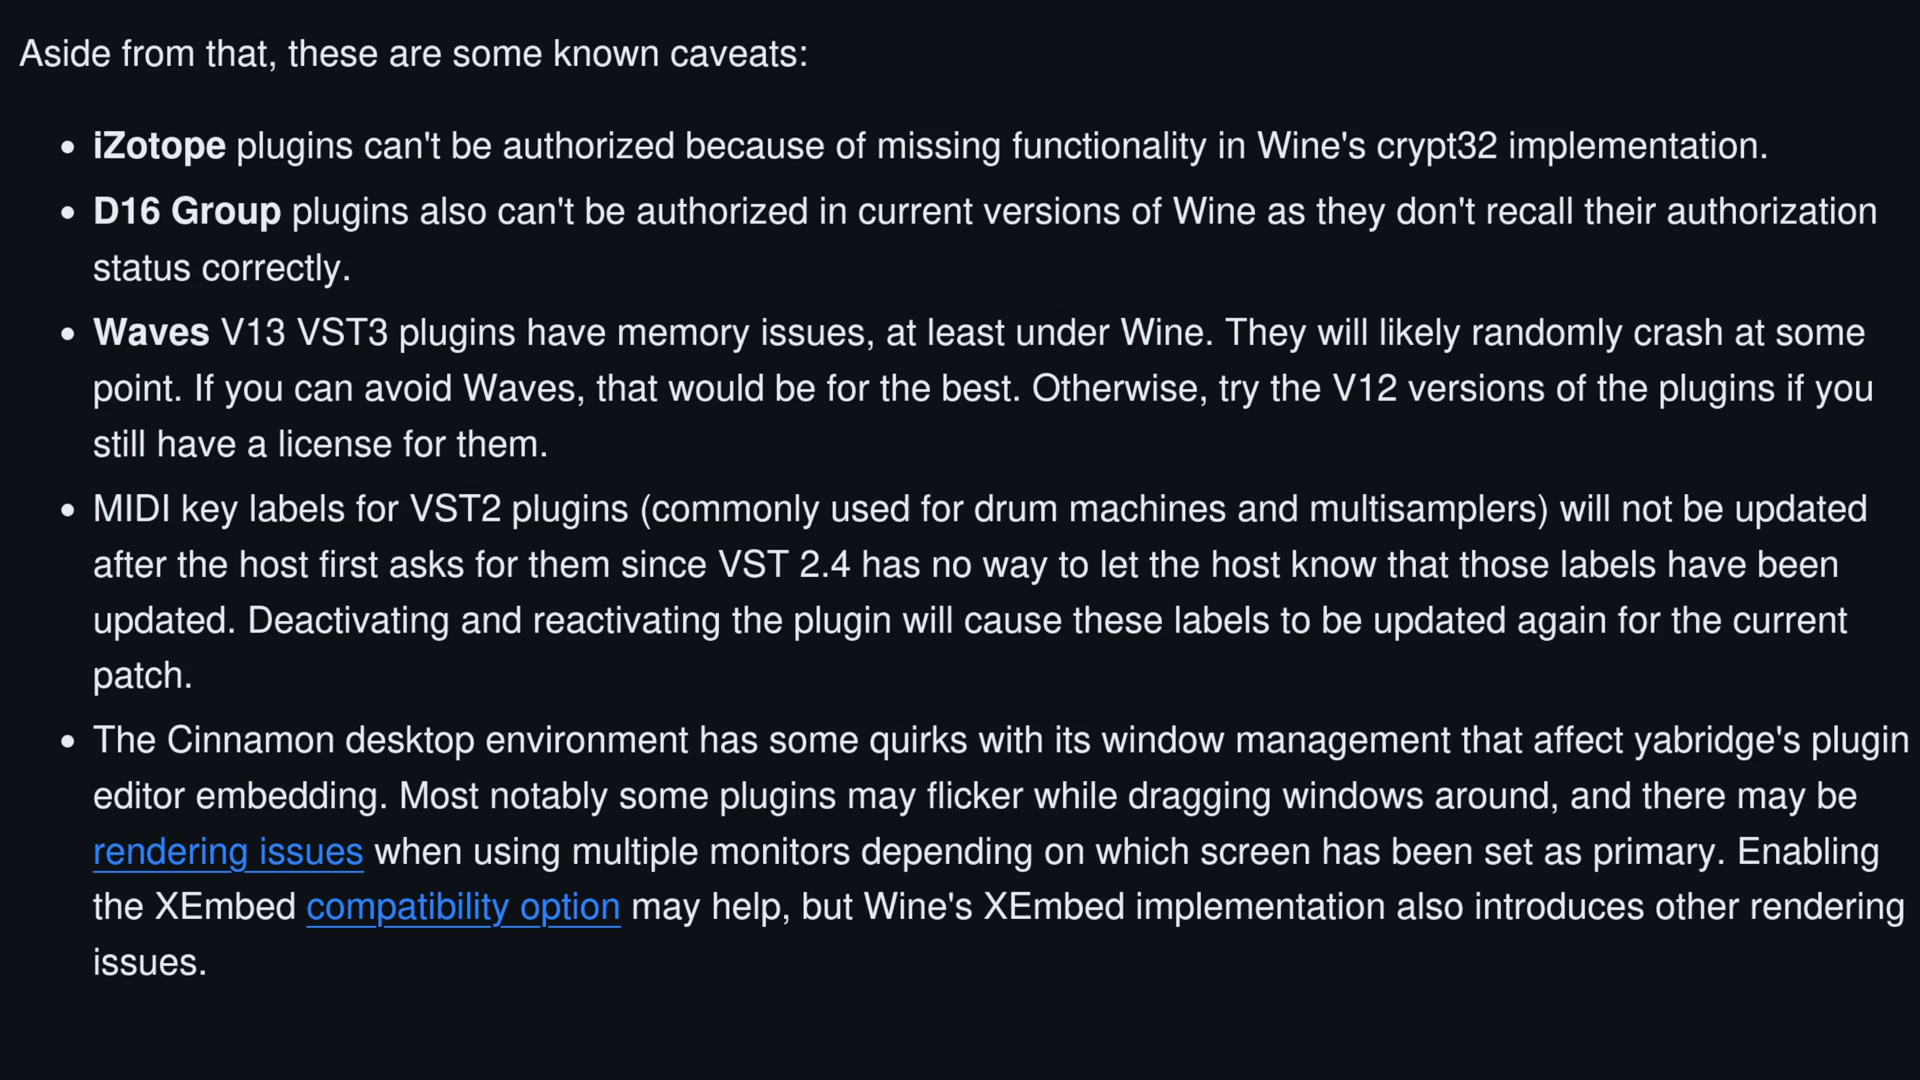 Aside from that, these are some known caveats:
• iZotope plugins can't be authorized because of missing functionality in Wine's crypt32 implementation.
• D16 Group plugins also can't be authorized in current versions of Wine as they don't recall their authorization
status correctly.
• Waves V13 VST3 plugins have memory issues, at least under Wine. They will likely randomly crash at some
point. If you can avoid Waves, that would be for the best. Otherwise, try the V12 versions of the plugins if you
still have a license for them.
• MIDI key labels for VST2 plugins (commonly used for drum machines and multisamplers) will not be updated
after the host first asks for them since VST 2.4 has no way to let the host know that those labels have been
updated. Deactivating and reactivating the plugin will cause these labels to be updated again for the current
patch.
• The Cinnamon desktop environment has some quirks with its window management that affect yabridge's plugin
editor embedding. Most notably some plugins may flicker while dragging windows around, and there may be
rendering issues when using multiple monitors depending on which screen has been set as primary. Enabling
the XEmbed compatibility option may help, but Wine's XEmbed implementation also introduces other rendering
issues.